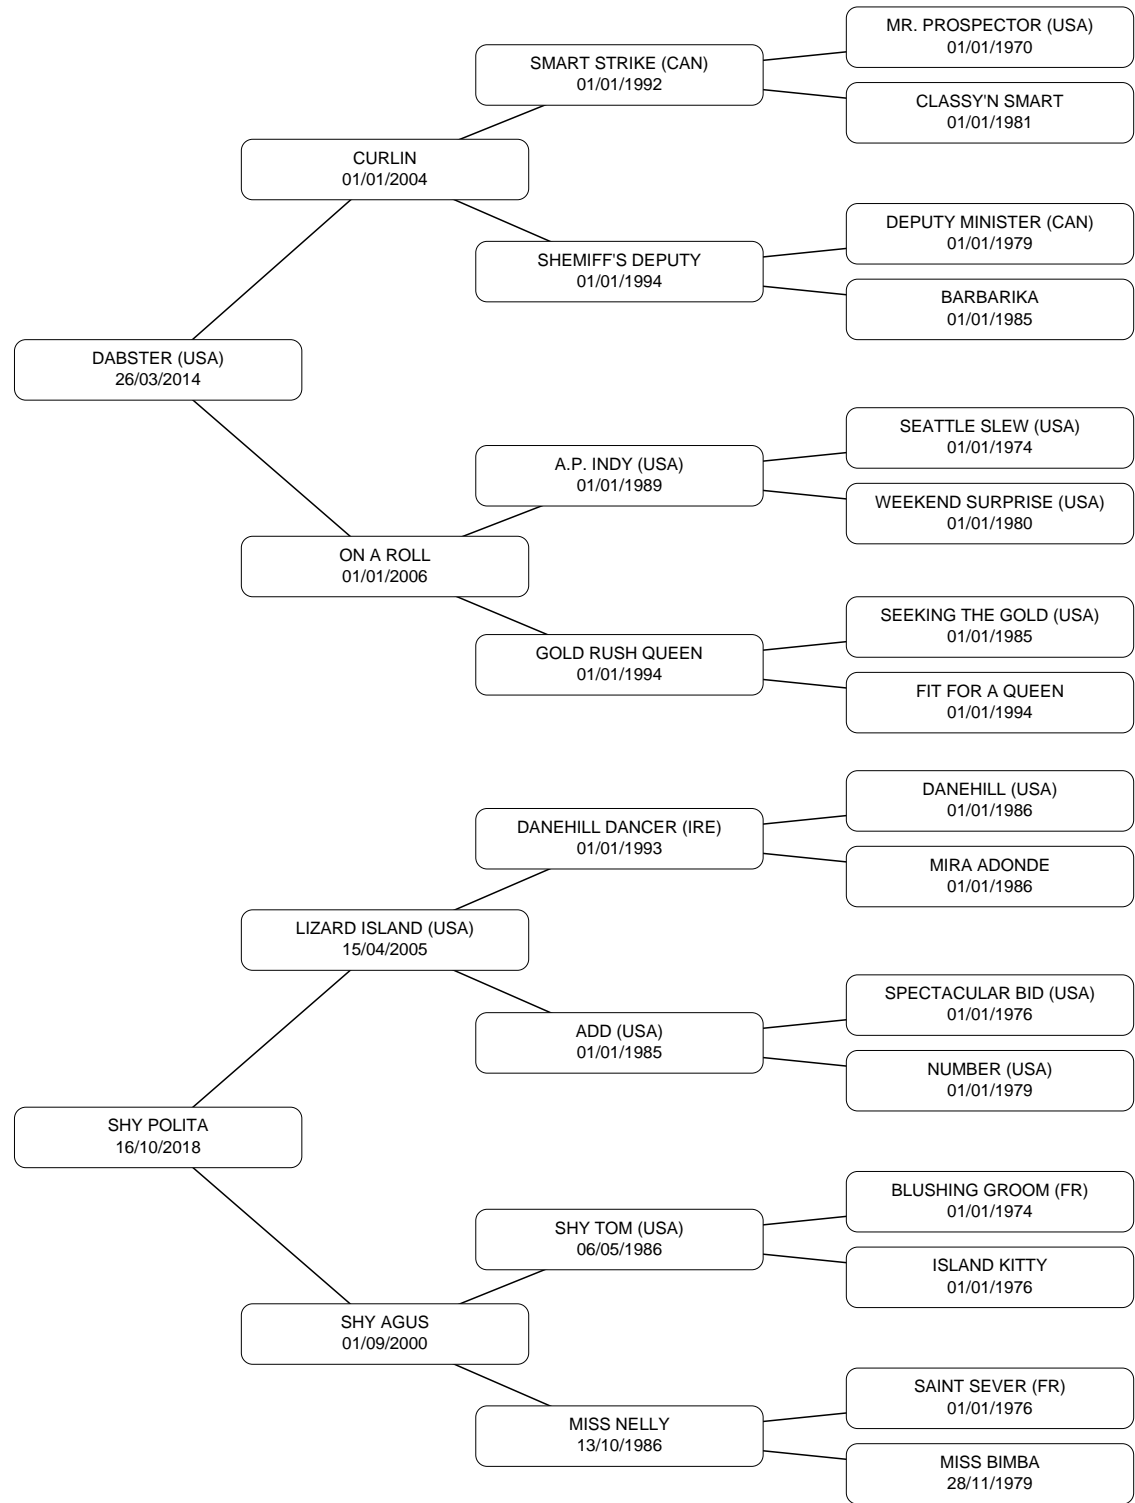 MR. PROSPECTOR (USA)
01/01/1970
SMART STRIKE (CAN)
01/01/1992
CLASSY'N SMART
01/01/1981
CURLIN
01/01/2004
DEPUTY MINISTER (CAN)
01/01/1979
SHEMIFF'S DEPUTY
01/01/1994
BARBARIKA
01/01/1985
DABSTER (USA)
26/03/2014
SEATTLE SLEW (USA)
01/01/1974
A.P. INDY (USA)
01/01/1989
WEEKEND SURPRISE (USA)
01/01/1980
ON A ROLL
01/01/2006
SEEKING THE GOLD (USA)
01/01/1985
GOLD RUSH QUEEN
01/01/1994
FIT FOR A QUEEN
01/01/1994
DANEHILL (USA)
01/01/1986
DANEHILL DANCER (IRE)
01/01/1993
MIRA ADONDE
01/01/1986
LIZARD ISLAND (USA)
15/04/2005
SPECTACULAR BID (USA)
01/01/1976
ADD (USA)
01/01/1985
NUMBER (USA)
01/01/1979
SHY POLITA
16/10/2018
BLUSHING GROOM (FR)
01/01/1974
SHY TOM (USA)
06/05/1986
ISLAND KITTY
01/01/1976
SHY AGUS
01/09/2000
SAINT SEVER (FR)
01/01/1976
MISS NELLY
13/10/1986
MISS BIMBA
28/11/1979